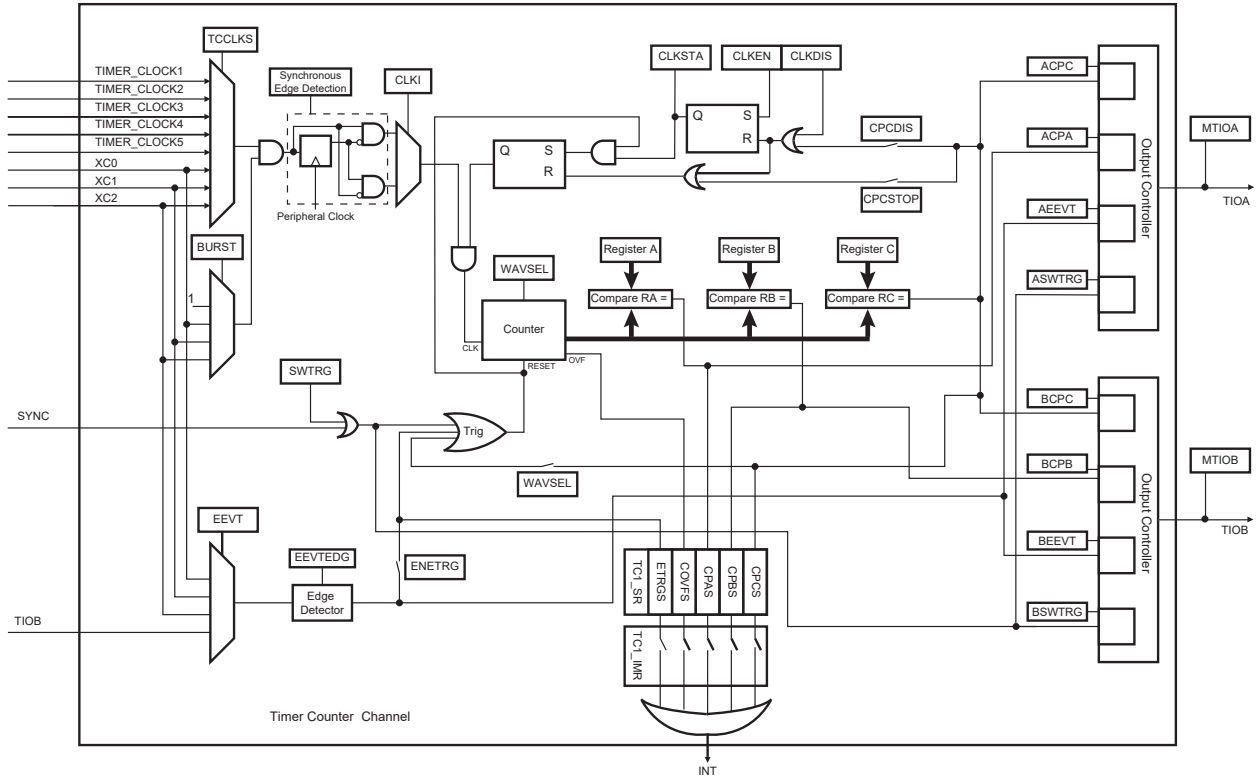 TCCLKS
TIMER_CLOCK1
TIMER_CLOCK2
TIMER_CLOCK3
TIMER_CLOCK4
TIMER_CLOCK5
XC0
XC1
XC2
Synchronous
Edge Detection
CLKI
Peripheral Clock
BURST
1
CLKSTA
CLKEN
CLKDIS
Q
S
R
Q
S
R
CPCDIS
CPCSTOP
Register A
Register B
Register C
Compare RA =
Compare RB =
Compare RC =
WAVSEL
Counter
CLK
RESET
OVF
SWTRG
SYNC
Trig
WAVSEL
EEVT
EEVTEDG
Edge
Detector
ENETRG
TIOB
TC1_SR
ETRGS
COVFS
CPAS
CPBS
CPCS
TC1_IMR
INT
Timer Counter Channel
ACPC
ACPA
AEEVT
ASWTRG
Output Controller
MTIOA
TIOA
BCPC
BCPB
BEEVT
BSWTRG
Output Controller
MTIOB
TIOB